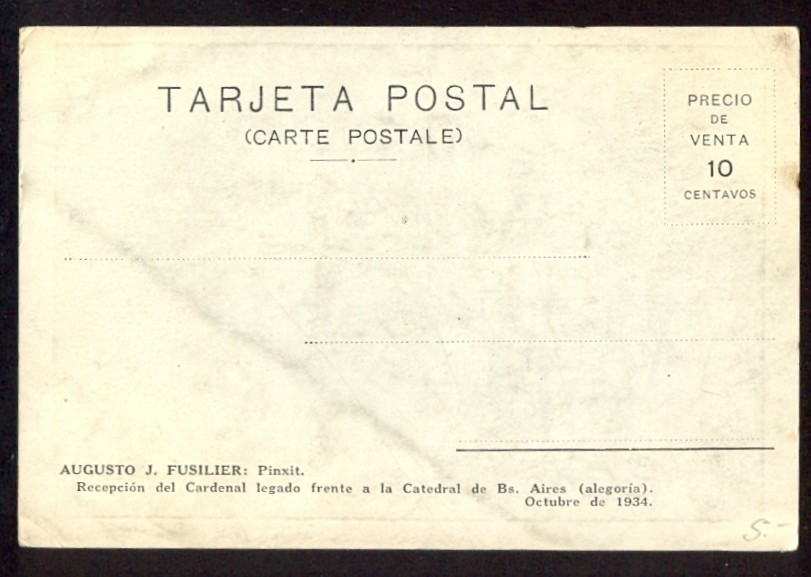 TARJETA POSTAL
(CARTE POSTALE)
PRECIO
DE
VENTA
10
CENTAVOS
AUGUSTO J. FUSILIER: Pinxit.
Recepción del Cardenal legado frente a la Catedral de Bs. Aires (alegoría).
Octubre de 1934.
5.-